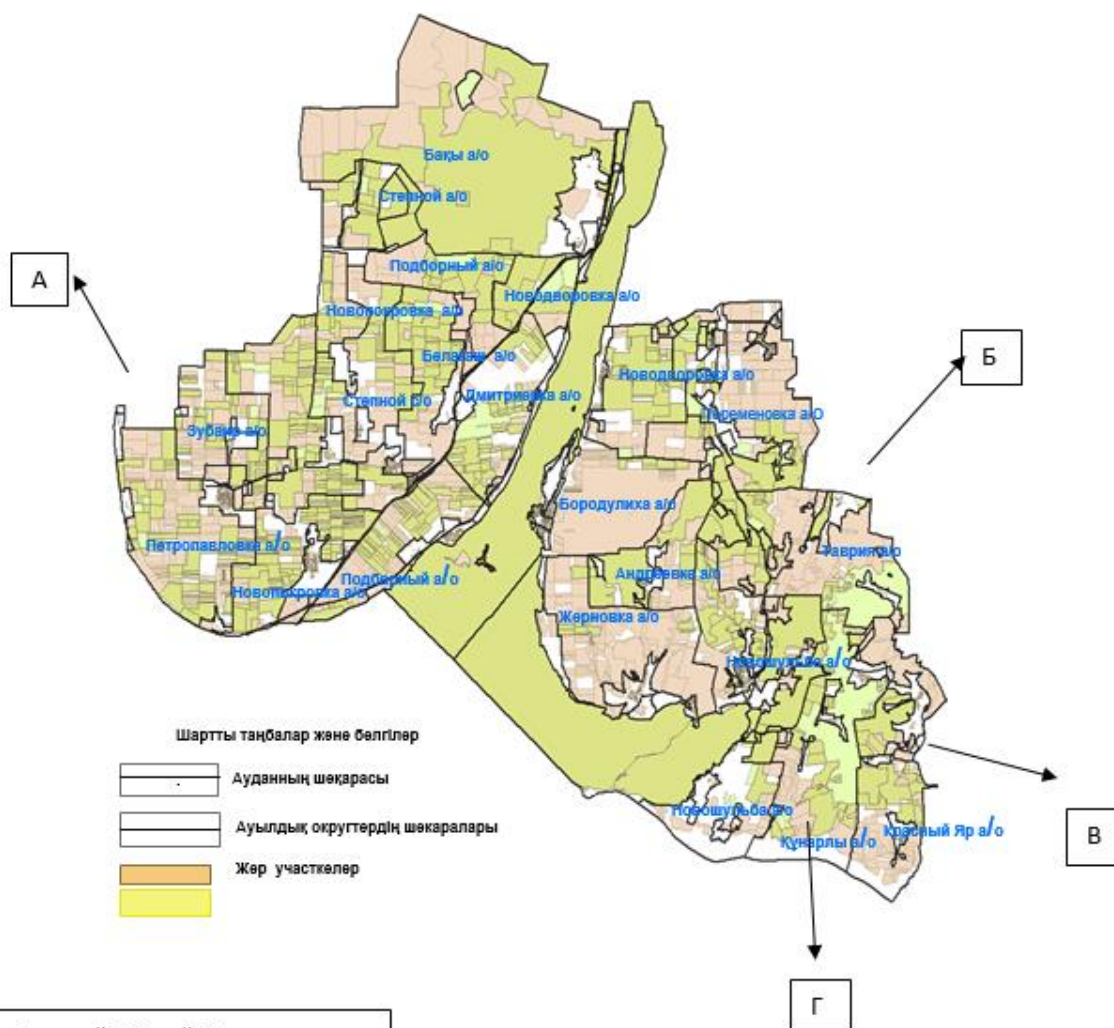 Бақы а/о
Степной а/о
Подборный а/о
А
Новодворовка а/о
Новопокровка а/о
Белағаш а/о
Б
Новодворовка а/о
Степной с/о
Дмитриевка а/о
Переменовка а/О
Зубаир а/о
Бородулиха а/о
Петропавловка а/о
Таврия а/о
Андреевка а/о
Подборный а/о
Новопокровка а/о
Жерновка а/о
Новошульба а/о
Шартты таңбалар және белгілер
Ауданның шекарасы
Новошульба а/о
Красный Яр а/о
Ауылдық округтердің шекаралары
Құнарлы а/о
В
Жер участкелер
Г